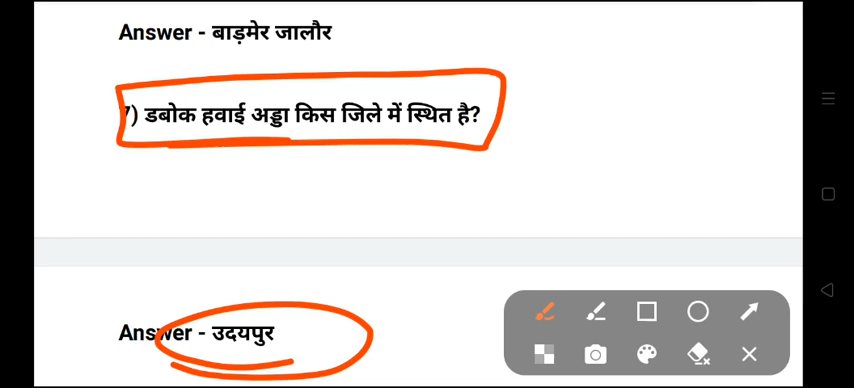 Answer - बाड़मेर जालौर
7) डबोक हवाई अड्डा किस जिले में स्थित है?
Answer - उदयपुर